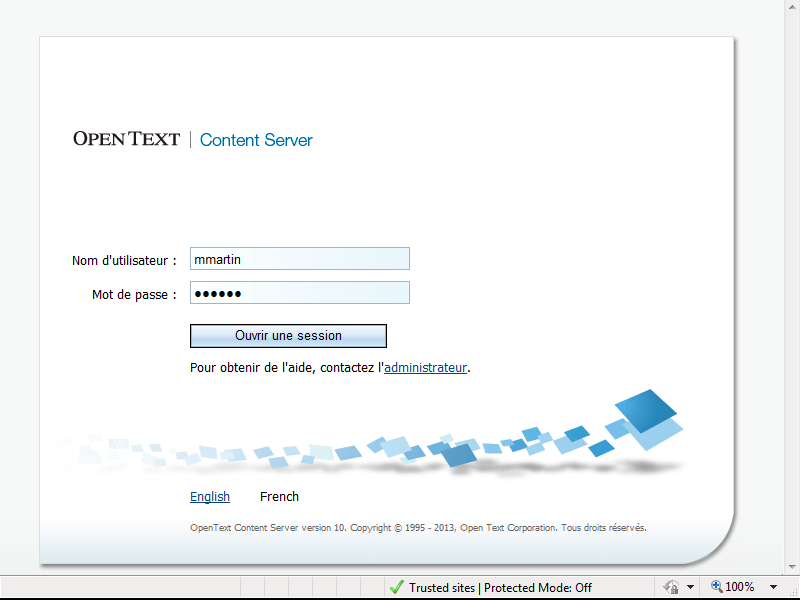 OPEN TEXT | Content Server
Nom d'utilisateur : mmartin
Mot de passe : ●●●●●●
Ouvrir une session
Pour obtenir de l'aide, contactez l'administrateur.
English French
OpenText Content Server version 10. Copyright © 1995 - 2013, Open Text Corporation. Tous droits réservés.
Trusted sites | Protected Mode: Off 100%